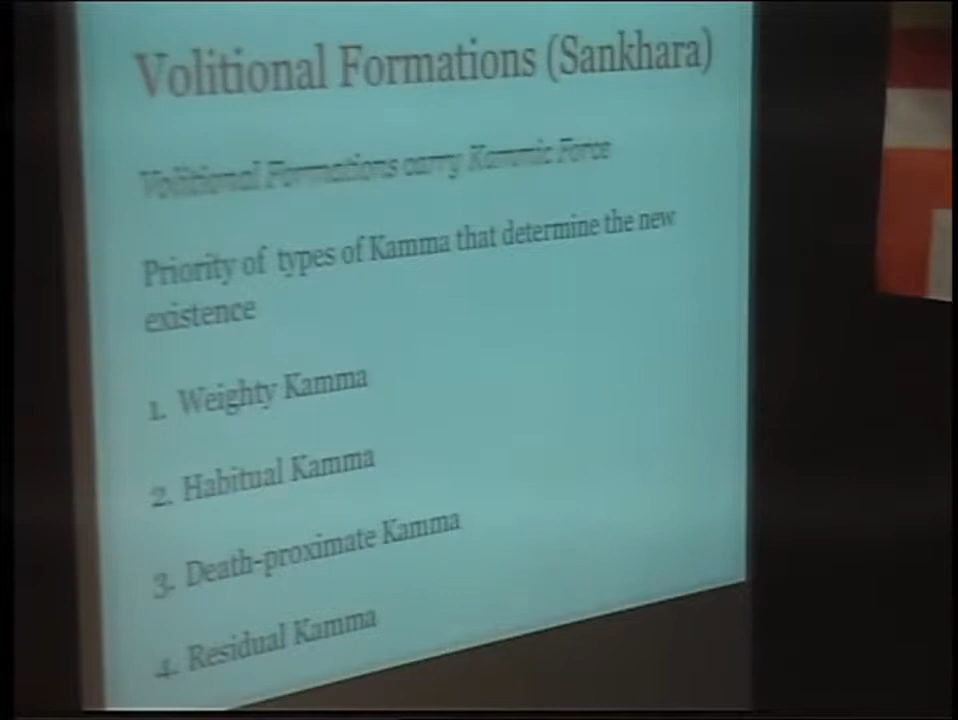 Volitional Formations (Sankhara)
Volitional Formations carry Kammic Force
Priority of types of Kamma that determine the new
existence
1. Weighty Kamma
2. Habitual Kamma
3. Death-proximate Kamma
4. Residual Kamma